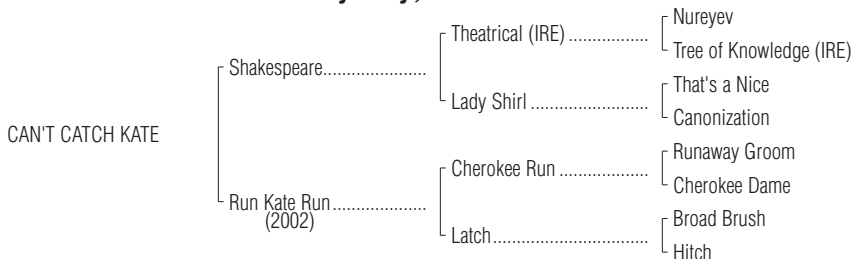 Nureyev
Theatrical (IRE) ...................
Tree of Knowledge (IRE)
Shakespeare......................
That's a Nice
Lady Shirl ...........................
Canonization
CAN'T CATCH KATE
Runaway Groom
Cherokee Run ....................
Cherokee Dame
Run Kate Run....................
(2002)
Broad Brush
Latch...................................
Hitch